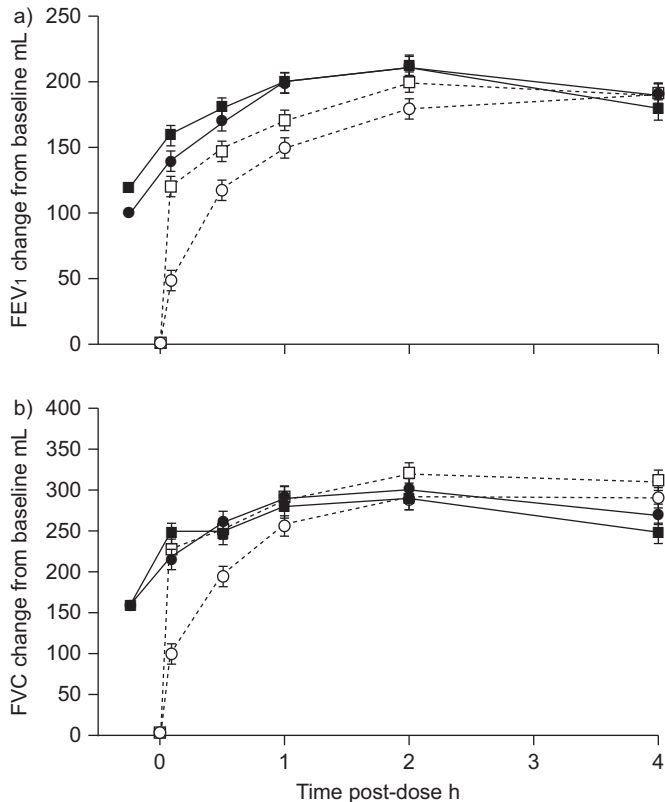 a)
250
200
150
100
50
0
FEV1 change from baseline mL
b)
400
350
300
250
200
150
100
50
0
FVC change from baseline mL
0 1 2 3 4
Time post-dose h